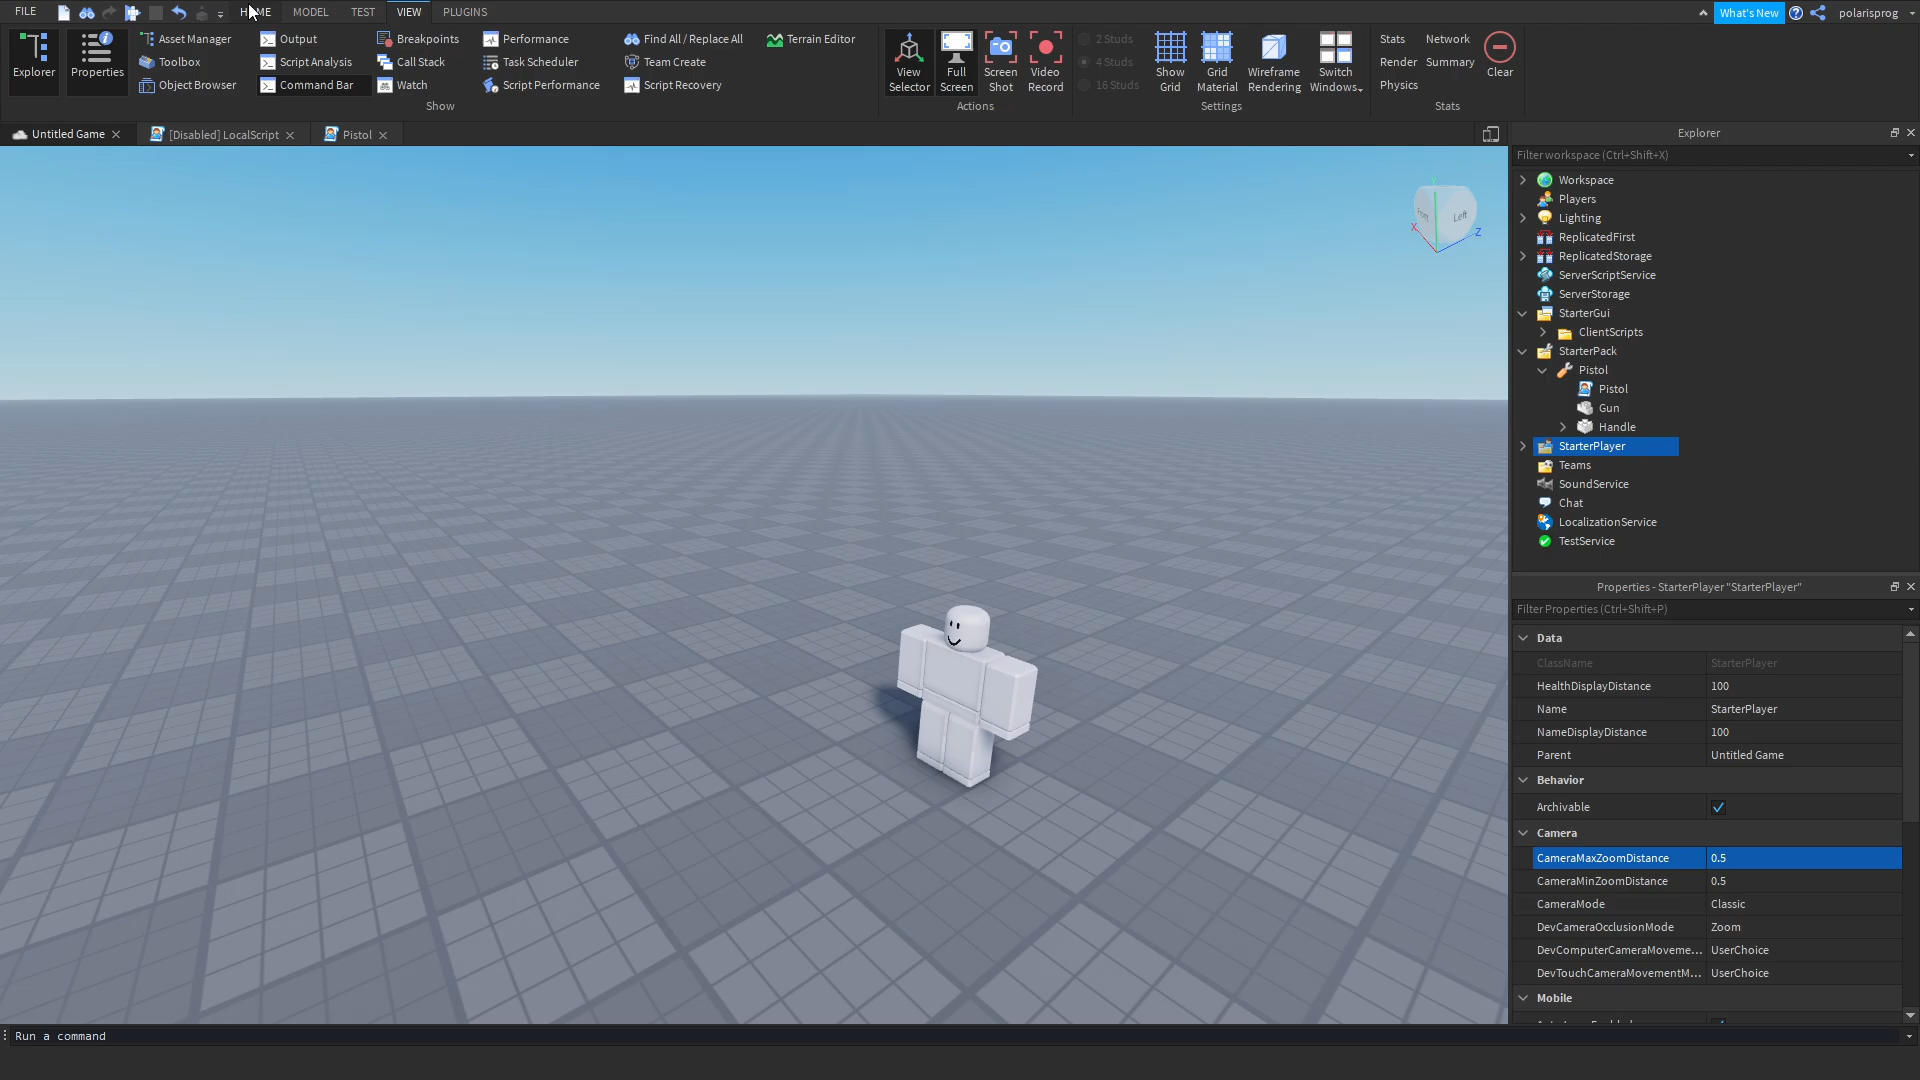 FILE HOME MODEL TEST VIEW PLUGINS What's New polarisprog
Explorer
Properties
Asset Manager
Toolbox
Object Browser
Output
Script Analysis
Command Bar
Breakpoints
Call Stack
Watch
Performance
Task Scheduler
Script Performance
Find All / Replace All
Team Create
Script Recovery
Terrain Editor
Show
View
Selector
Full
Screen
Screen
Shot
Video
Record
Actions
2 Studs
4 Studs
16 Studs
Show
Grid
Grid
Material
Wireframe
Rendering
Switch
Windows
Settings
Stats Network
Render Summary
Physics
Clear
Stats
Untitled Game [Disabled] LocalScript Pistol
Y
Front
Left
X
Z
Explorer
Filter workspace (Ctrl+Shift+X)
Workspace
Players
Lighting
ReplicatedFirst
ReplicatedStorage
ServerScriptService
ServerStorage
StarterGui
ClientScripts
StarterPack
Pistol
Pistol
Gun
Handle
StarterPlayer
Teams
SoundService
Chat
LocalizationService
TestService
Properties - StarterPlayer "StarterPlayer"
Filter Properties (Ctrl+Shift+P)
Data
ClassName StarterPlayer
HealthDisplayDistance 100
Name StarterPlayer
NameDisplayDistance 100
Parent Untitled Game
Behavior
Archivable
Camera
CameraMaxZoomDistance 0.5
CameraMinZoomDistance 0.5
CameraMode Classic
DevCameraOcclusionMode Zoom
DevComputerCameraMoveme... UserChoice
DevTouchCameraMovementM... UserChoice
Mobile
Run a command